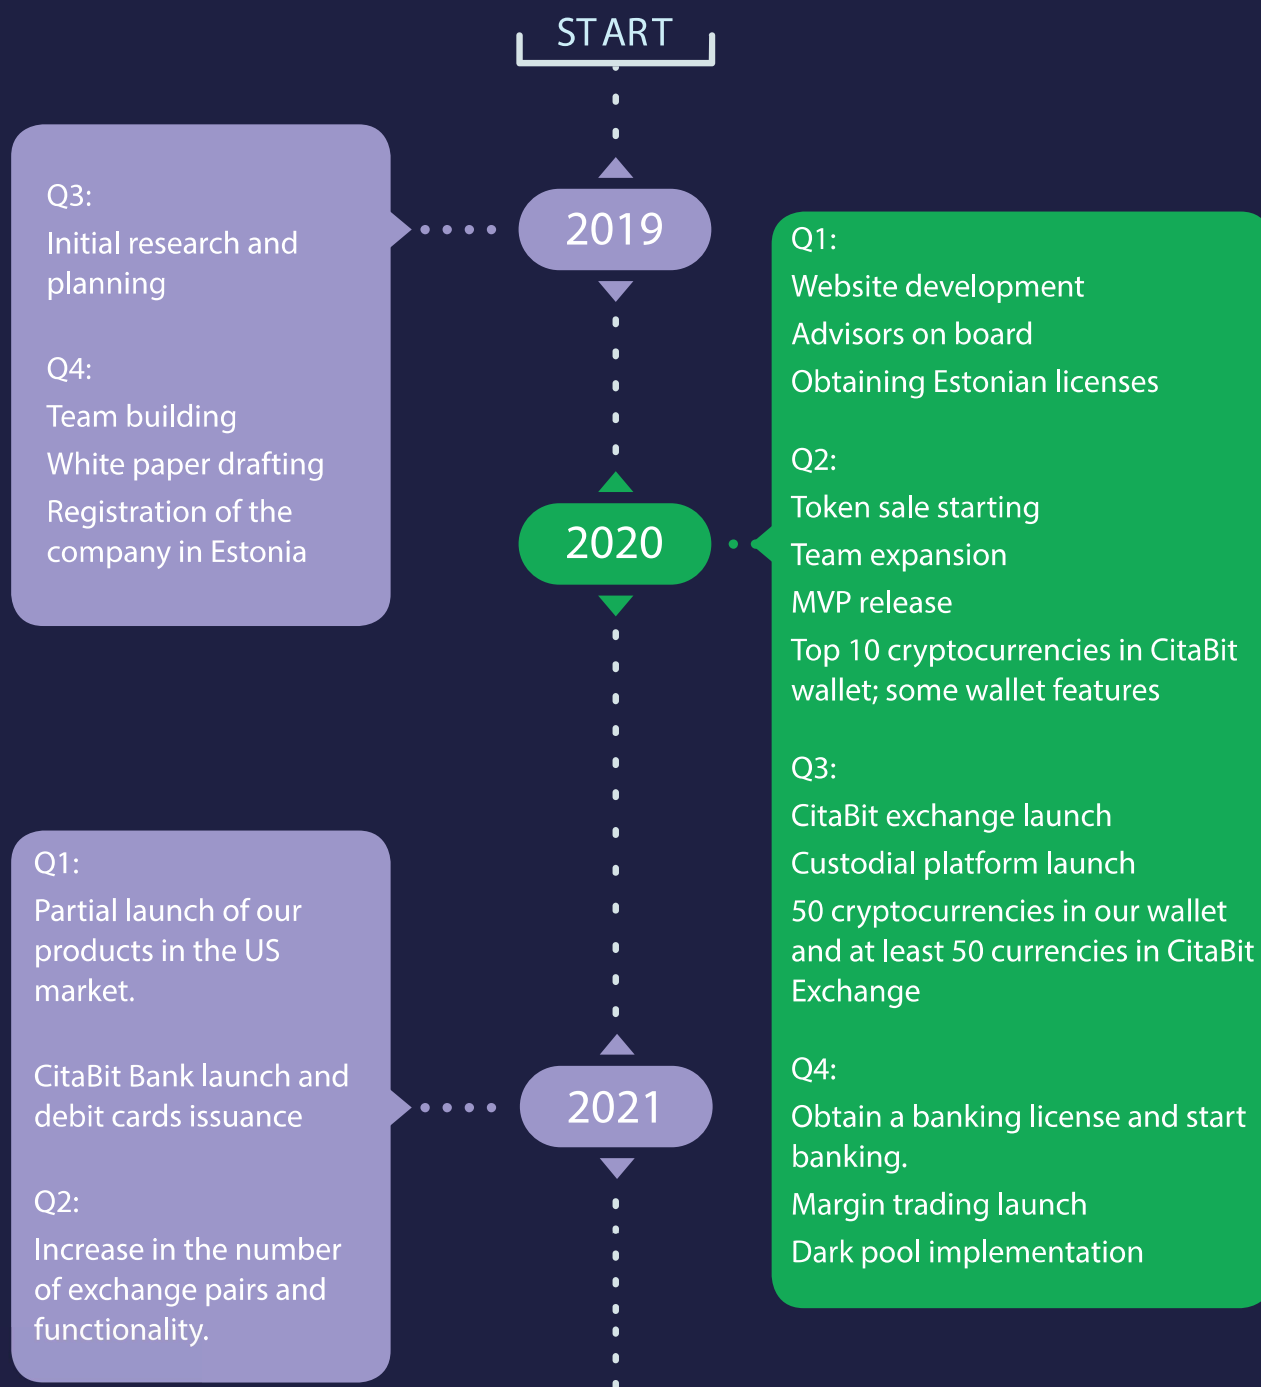 START
2019
Q3:
Initial research and
planning
Q4:
Team building
White paper drafting
Registration of the
company in Estonia
2020
Q1:
Website development
Advisors on board
Obtaining Estonian licenses
Q2:
Token sale starting
Team expansion
MVP release
Top 10 cryptocurrencies in CitaBit
wallet; some wallet features
Q3:
CitaBit exchange launch
Custodial platform launch
50 cryptocurrencies in our wallet
and at least 50 currencies in CitaBit
Exchange
Q4:
Obtain a banking license and start
banking.
Margin trading launch
Dark pool implementation
2021
Q1:
Partial launch of our
products in the US
market.
CitaBit Bank launch and
debit cards issuance
Q2:
Increase in the number
of exchange pairs and
functionality.